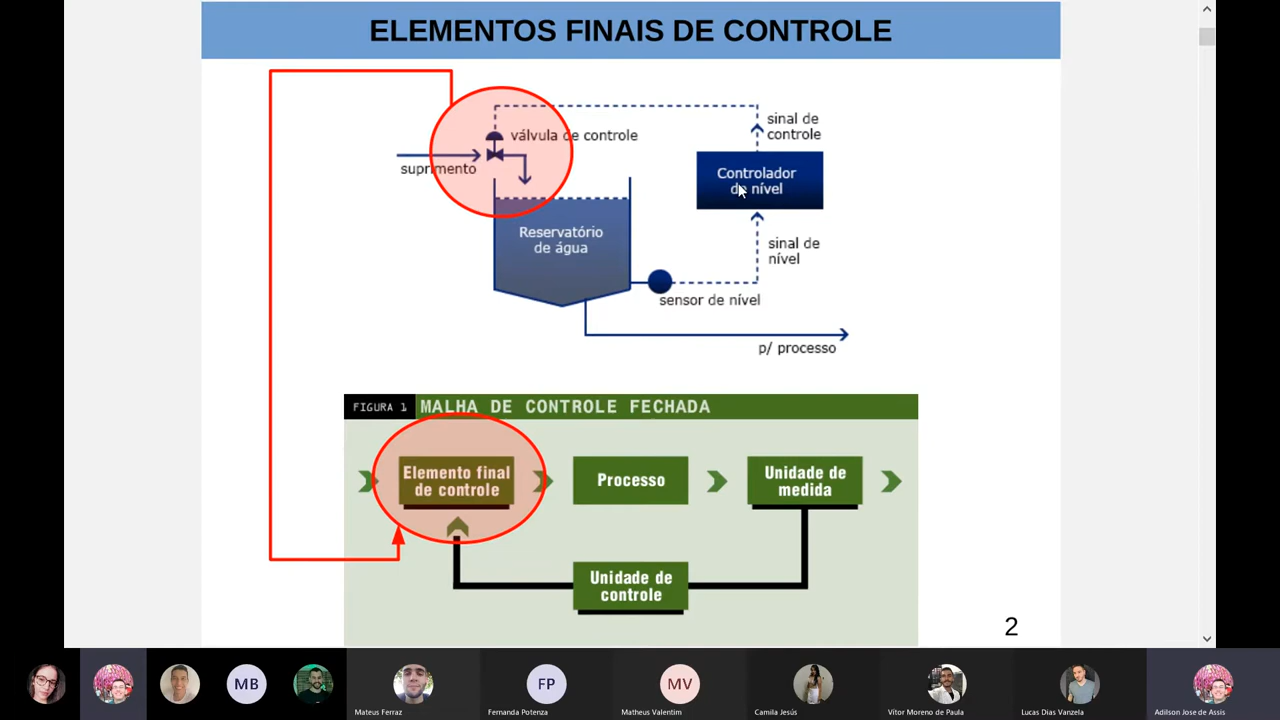 ELEMENTOS FINAIS DE CONTROLE
sinal de
controle
válvula de controle
suprimento
Controlador
de nível
Reservatório
de água
sinal de
nível
sensor de nível
p/ processo
FIGURA 1
MALHA DE CONTROLE FECHADA
Elemento final
de controle
Processo
Unidade de
medida
Unidade de
controle
2
MB
FP
MV
Mateus Ferraz
Fernanda Potenza
Matheus Valentim
Camila Jesús
Vítor Moreno de Paula
Lucas Dias Vanzela
Adilson Jose de Assis